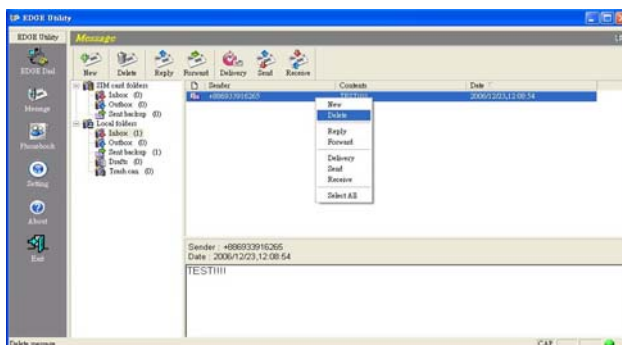 UP EDGE Utility
EDGE Utility
Message
EDGE Dial
Message
Phonebook
Setting
About
Exit
New Delete Reply Forward Delivery Send Receive
SIM card folders
Inbox (0)
Outbox (0)
Sent backup (0)
Local folders
Inbox (1)
Outbox (0)
Sent backup (1)
Drafts (0)
Trash can (0)
Sender Contents Date
+886933916265 TEST!!!! 2006/12/23,12:08:54
New
Delete
Reply
Forward
Delivery
Send
Receive
Select All
Sender : +886933916265
Date : 2006/12/23,12:08:54
TEST!!!!
Delete message CAP